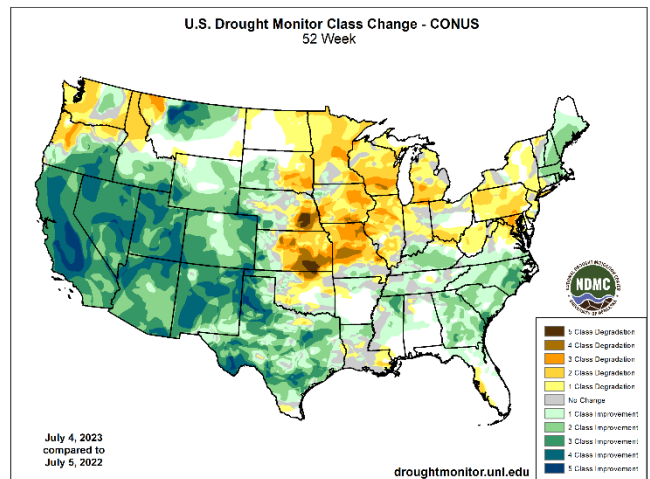 U.S. Drought Monitor Class Change - CONUS
52 Week
NDMC
5 Class Degradation
4 Class Degradation
3 Class Degradation
2 Class Degradation
1 Class Degradation
No Change
1 Class Improvement
2 Class Improvement
3 Class Improvement
4 Class Improvement
5 Class Improvement
July 4, 2023
compared to
July 5, 2022
droughtmonitor.unl.edu